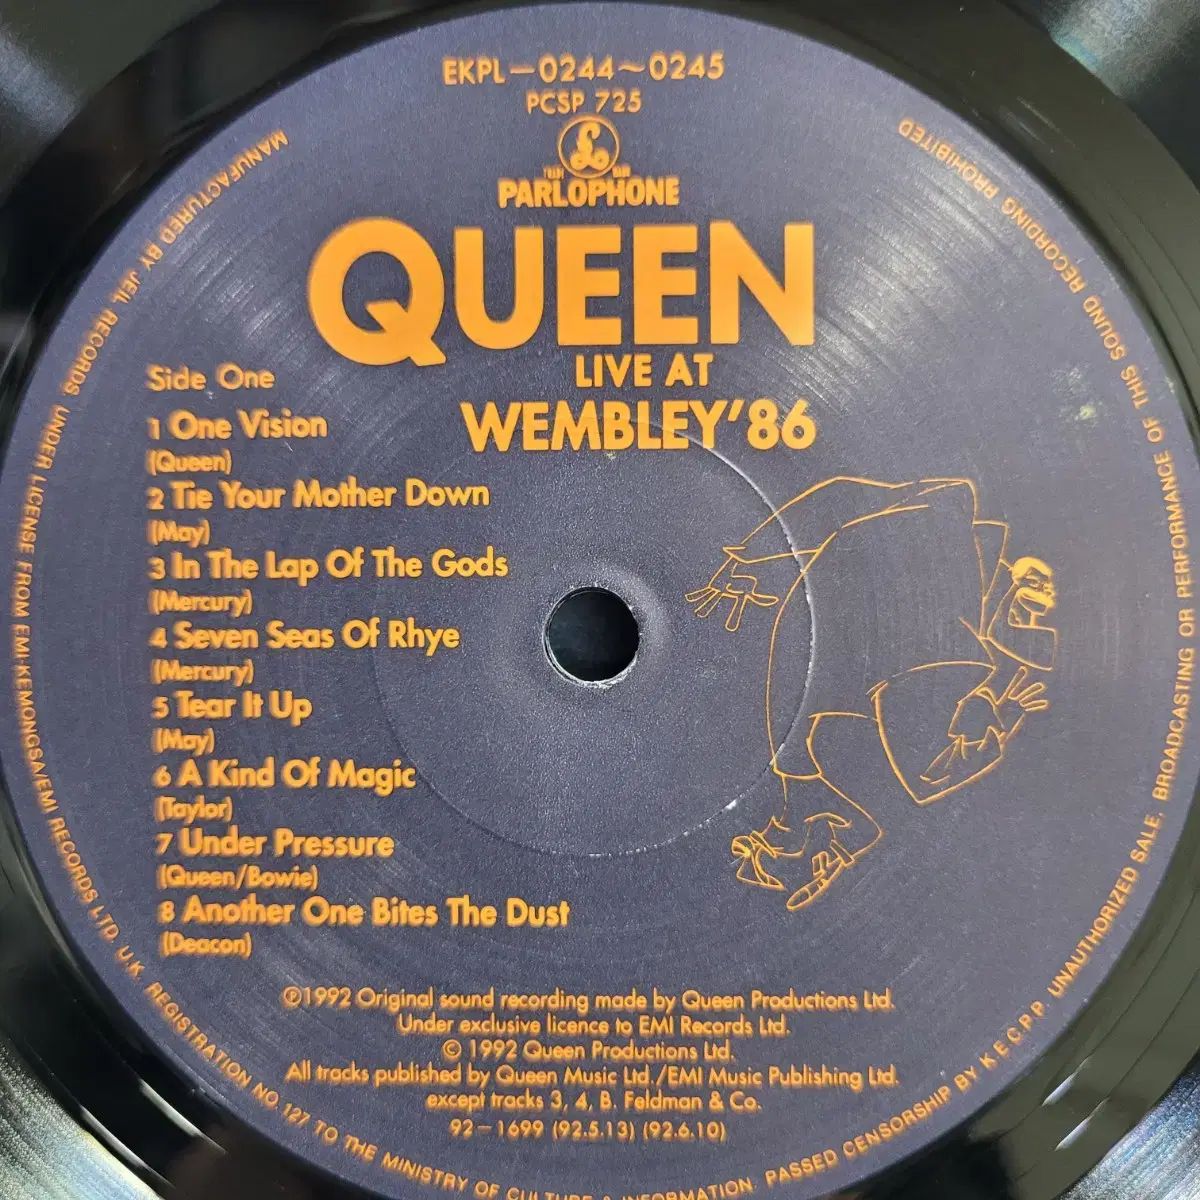 EKPL-0244~0245
PCSP 725
PARLOPHONE
QUEEN
LIVE AT
WEMBLEY'86
Side One
1 One Vision
(Queen)
2 Tie Your Mother Down
(May)
3 In The Lap Of The Gods
(Mercury)
4 Seven Seas Of Rhye
(Mercury)
5 Tear It Up
(May)
6 A Kind Of Magic
(Taylor)
7 Under Pressure
(Queen/Bowie)
8 Another One Bites The Dust
(Deacon)
℗1992 Original sound recording made by Queen Productions Ltd.
Under exclusive licence to EMI Records Ltd.
© 1992 Queen Productions Ltd.
All tracks published by Queen Music Ltd./EMI Music Publishing Ltd.
except tracks 3, 4, B. Feldman & Co.
92-1699 (92.5.13) (92.6.10)
MANUFACTURED BY JEIL RECORDS, UNDER LICENSE FROM EMI-KEMONGSA/EMI RECORDS LTD. U.K. REGISTRATION NO. 127 TO THE MINISTRY OF CULTURE & INFORMATION. PASSED CENSORSHIP BY K.E.C.P.P. UNAUTHORIZED SALE, BROADCASTING OR PERFORMANCE OF THIS SOUND RECORDING PROHIBITED